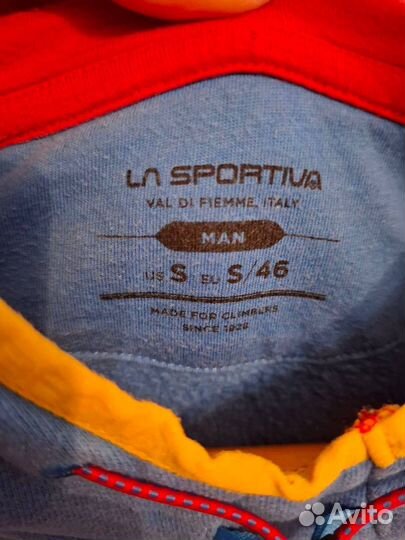 LA SPORTIVA
VAL DI FIEMME, ITALY
MAN
US S EU S/46
MADE FOR CLIMBERS
SINCE 1928
Avito